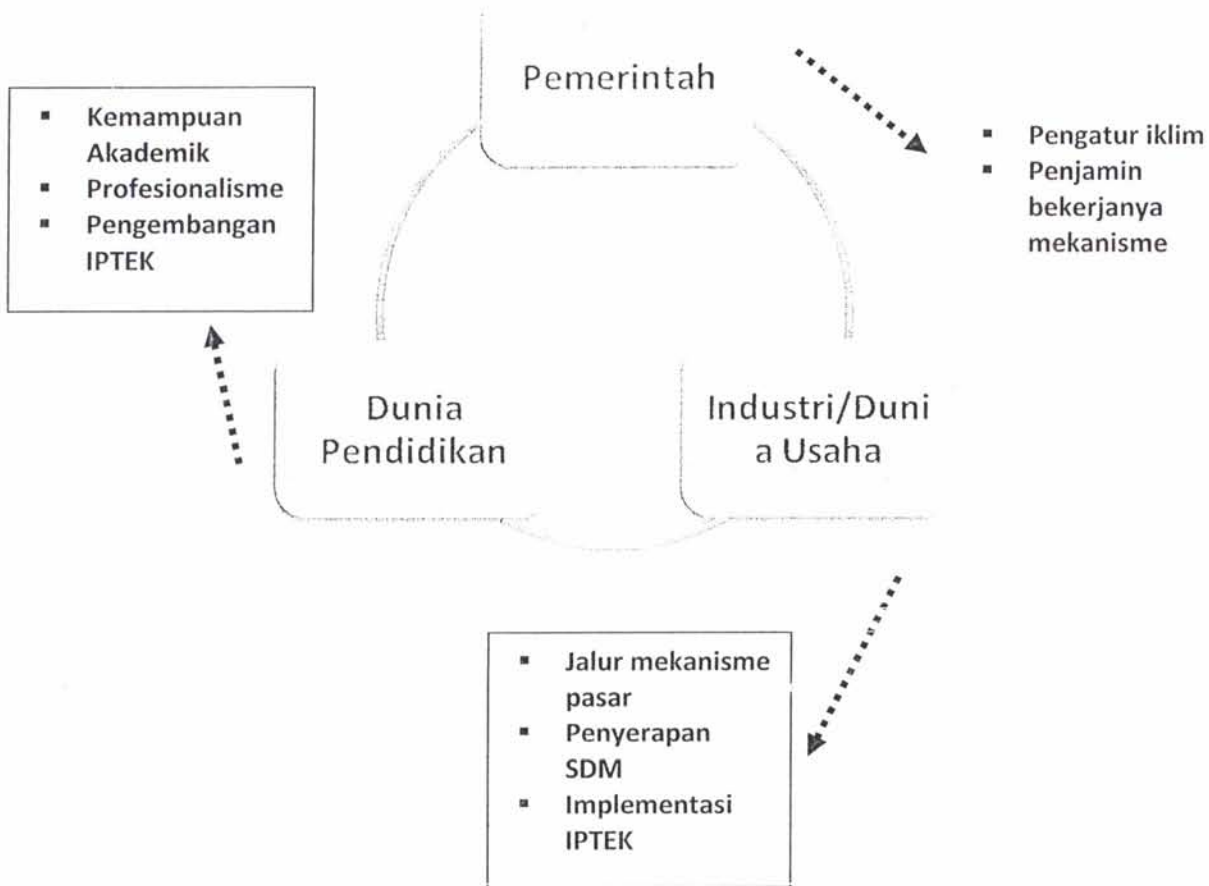 Pemerintah
▪ Kemampuan
Akademik
▪ Profesionalisme
▪ Pengembangan
IPTEK
▪ Pengatur iklim
▪ Penjamin
bekerjanya
mekanisme
Dunia
Pendidikan
Industri/Duni
a Usaha
▪ Jalur mekanisme
pasar
▪ Penyerapan
SDM
▪ Implementasi
IPTEK